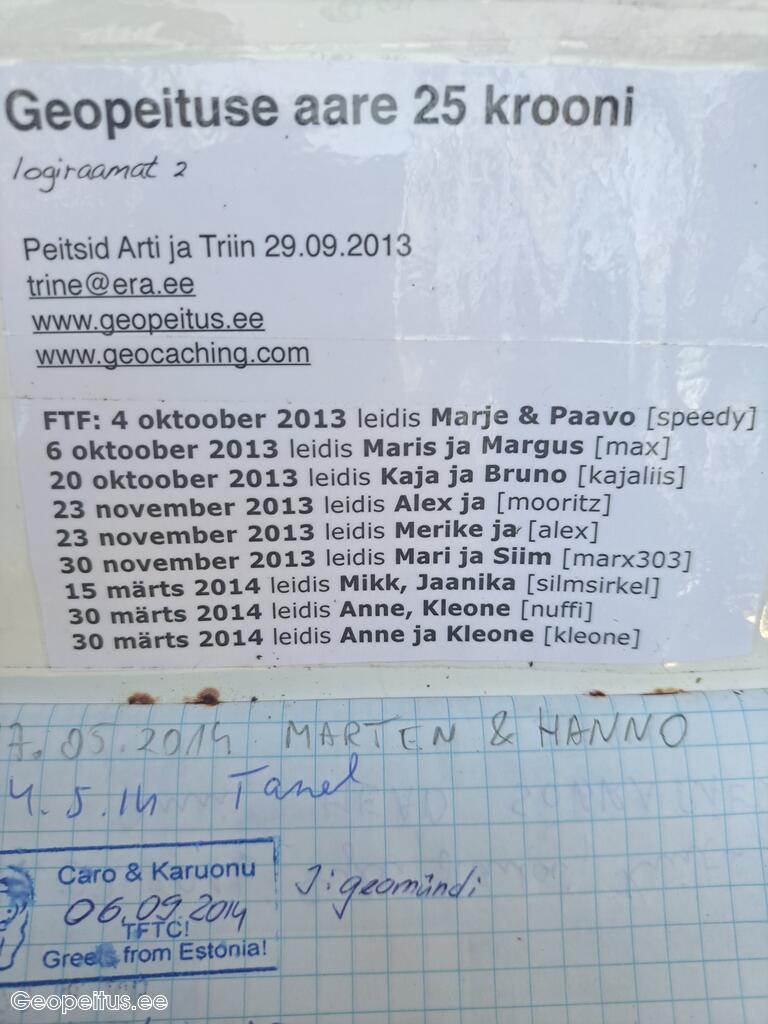 Geopeituse aare 25 krooni
logiraamat 2
Peitsid Arti ja Triin 29.09.2013
trine@era.ee
www.geopeitus.ee
www.geocaching.com
FTF: 4 oktoober 2013 leidis Marje & Paavo [speedy]
6 oktoober 2013 leidis Maris ja Margus [max]
20 oktoober 2013 leidis Kaja ja Bruno [kajaliis]
23 november 2013 leidis Alex ja [mooritz]
23 november 2013 leidis Merike ja [alex]
30 november 2013 leidis Mari ja Siim [marx303]
15 märts 2014 leidis Mikk, Jaanika [silmsirkel]
30 märts 2014 leidis Anne, Kleone [nuffi]
30 märts 2014 leidis Anne ja Kleone [kleone]
7.05.2014 MARTEN & HANNO
4.5.14 Tanel
Caro & Karuonu
06.09.2014
TFTC!
Greets from Estonia!
J: geomündi
Geopeitus.ee